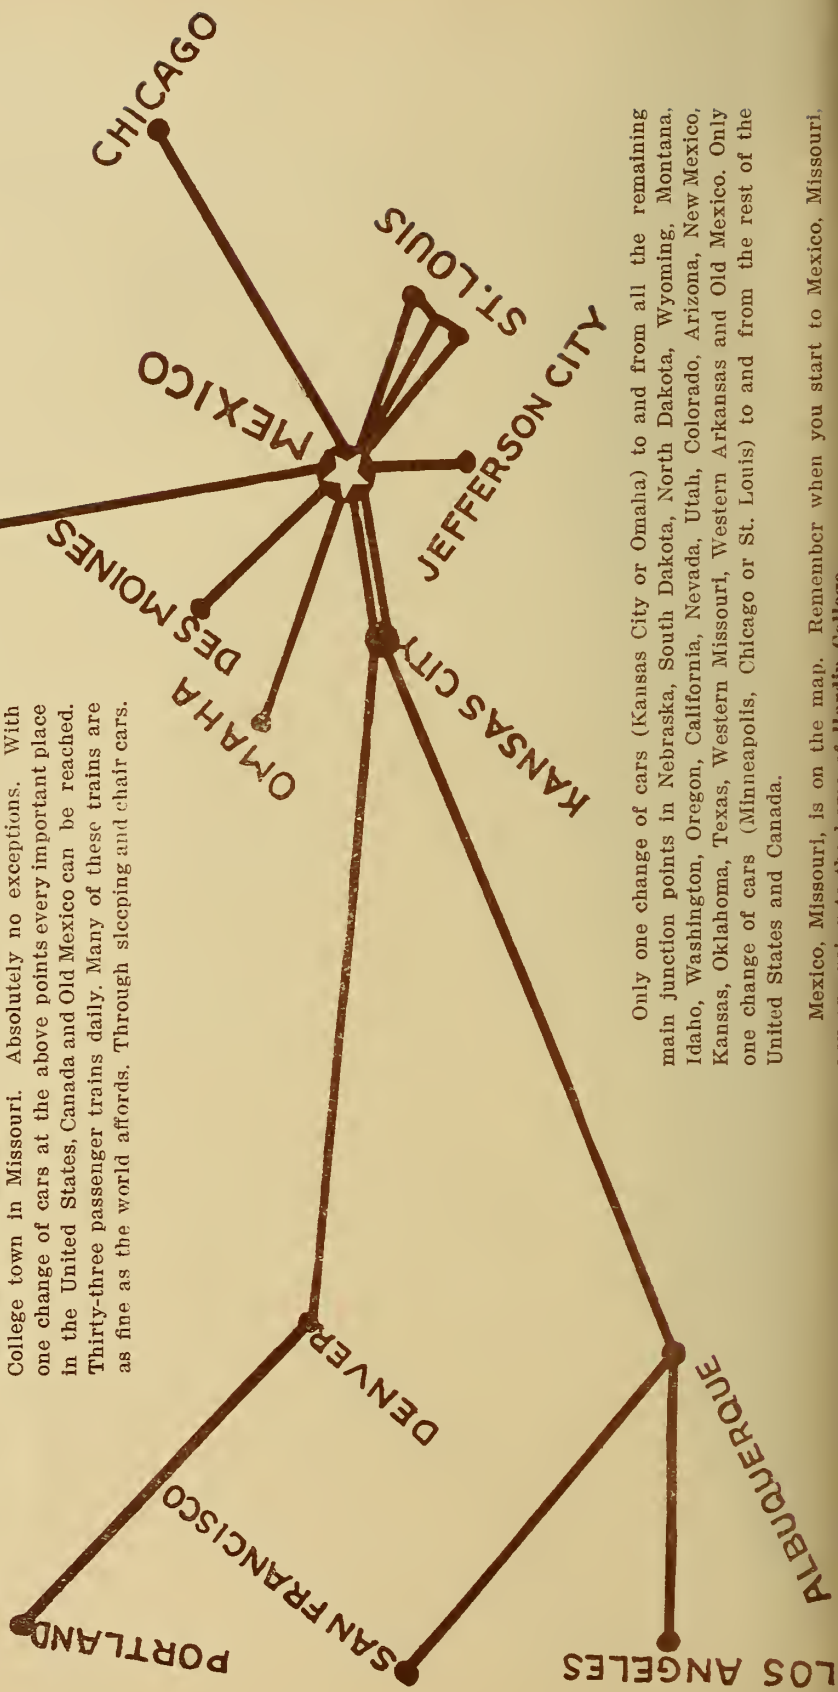 College town in Missouri. Absolutely no exceptions. With
one change of cars at the above points every important place
in the United States, Canada and Old Mexico can be reached.
Thirty-three passenger trains daily. Many of these trains are
as fine as the world affords. Through sleeping and chair cars.
CHICAGO
ST. LOUIS
MEXICO
JEFFERSON CITY
DES MOINES
OMAHA
KANSAS CITY
DENVER
ALBUQUERQUE
PORTLAND
SAN FRANCISCO
LOS ANGELES
Only one change of cars (Kansas City or Omaha) to and from all the remaining
main junction points in Nebraska, South Dakota, North Dakota, Wyoming, Montana,
Idaho, Washington, Oregon, California, Nevada, Utah, Colorado, Arizona, New Mexico,
Kansas, Oklahoma, Texas, Western Missouri, Western Arkansas and Old Mexico. Only
one change of cars (Minneapolis, Chicago or St. Louis) to and from the rest of the
United States and Canada.
Mexico, Missouri, is on the map. Remember when you start to Mexico, Missouri,